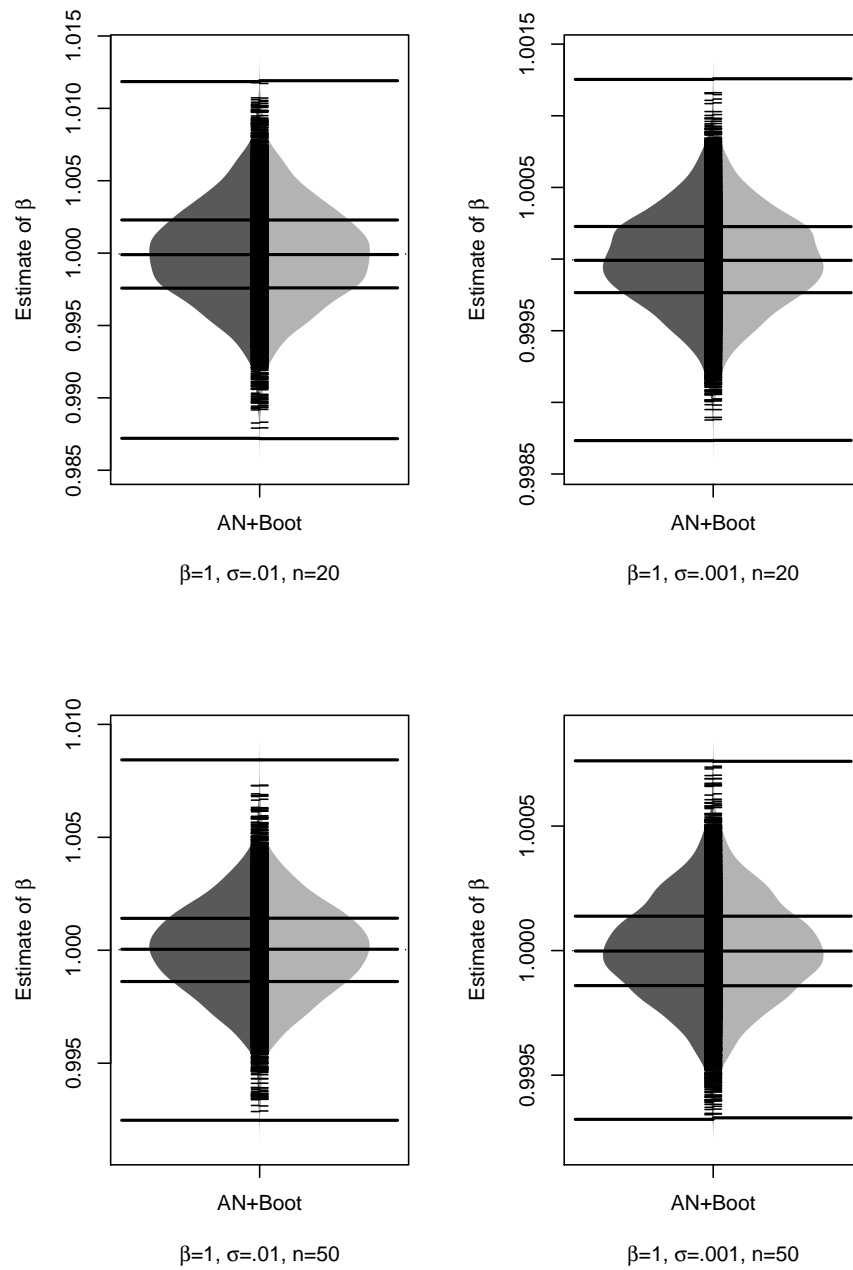 Estimate of β
1.015
1.010
1.005
1.000
0.995
0.990
0.985
AN+Boot
β=1, σ=.01, n=20
Estimate of β
1.0015
1.0005
0.9995
0.9985
AN+Boot
β=1, σ=.001, n=20
Estimate of β
1.010
1.005
1.000
0.995
AN+Boot
β=1, σ=.01, n=50
Estimate of β
1.0005
1.0000
0.9995
AN+Boot
β=1, σ=.001, n=50